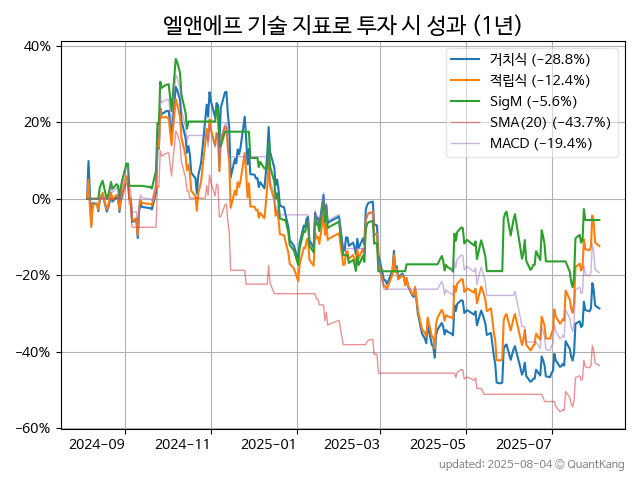 엘앤에프 기술 지표로 투자 시 성과 (1년)
40%
20%
0%
−20%
−40%
−60%
거치식 (−28.8%)
적립식 (−12.4%)
SigM (−5.6%)
SMA(20) (−43.7%)
MACD (−19.4%)
2024-09
2024-11
2025-01
2025-03
2025-05
2025-07
updated: 2025-08-04 © QuantKang